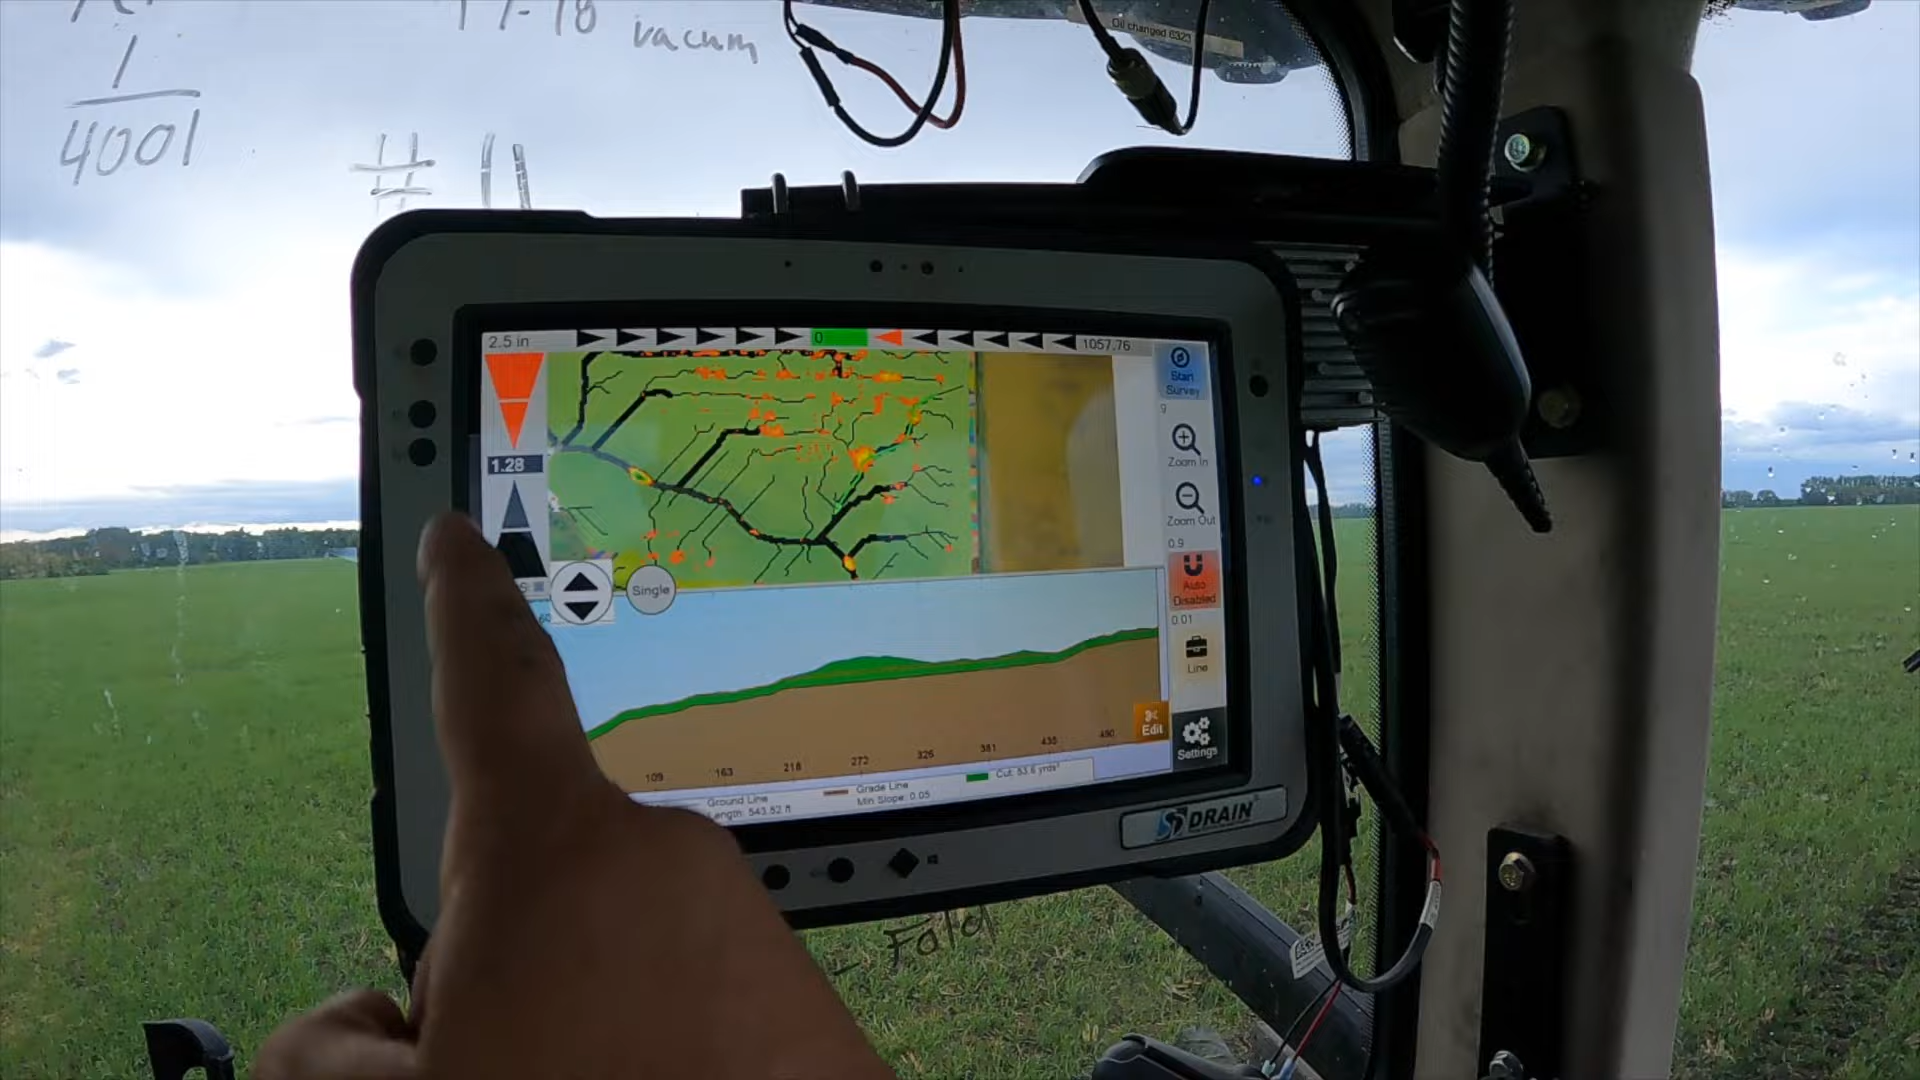 17-18 vacum
1
4001
# 11
Oil changed 6323
2.5 in
0
1057.76
Start
Survey
9
1.28
Zoom In
Zoom Out
0.9
Auto
Disabled
0.01
Line
Single
Edit
Settings
109 163 218 272 326 381 435 490
Ground Line
Length: 543.52 ft
Grade Line
Min Slope: 0.05
Cut: 53.6 yrds³
DRAIN
- Fold